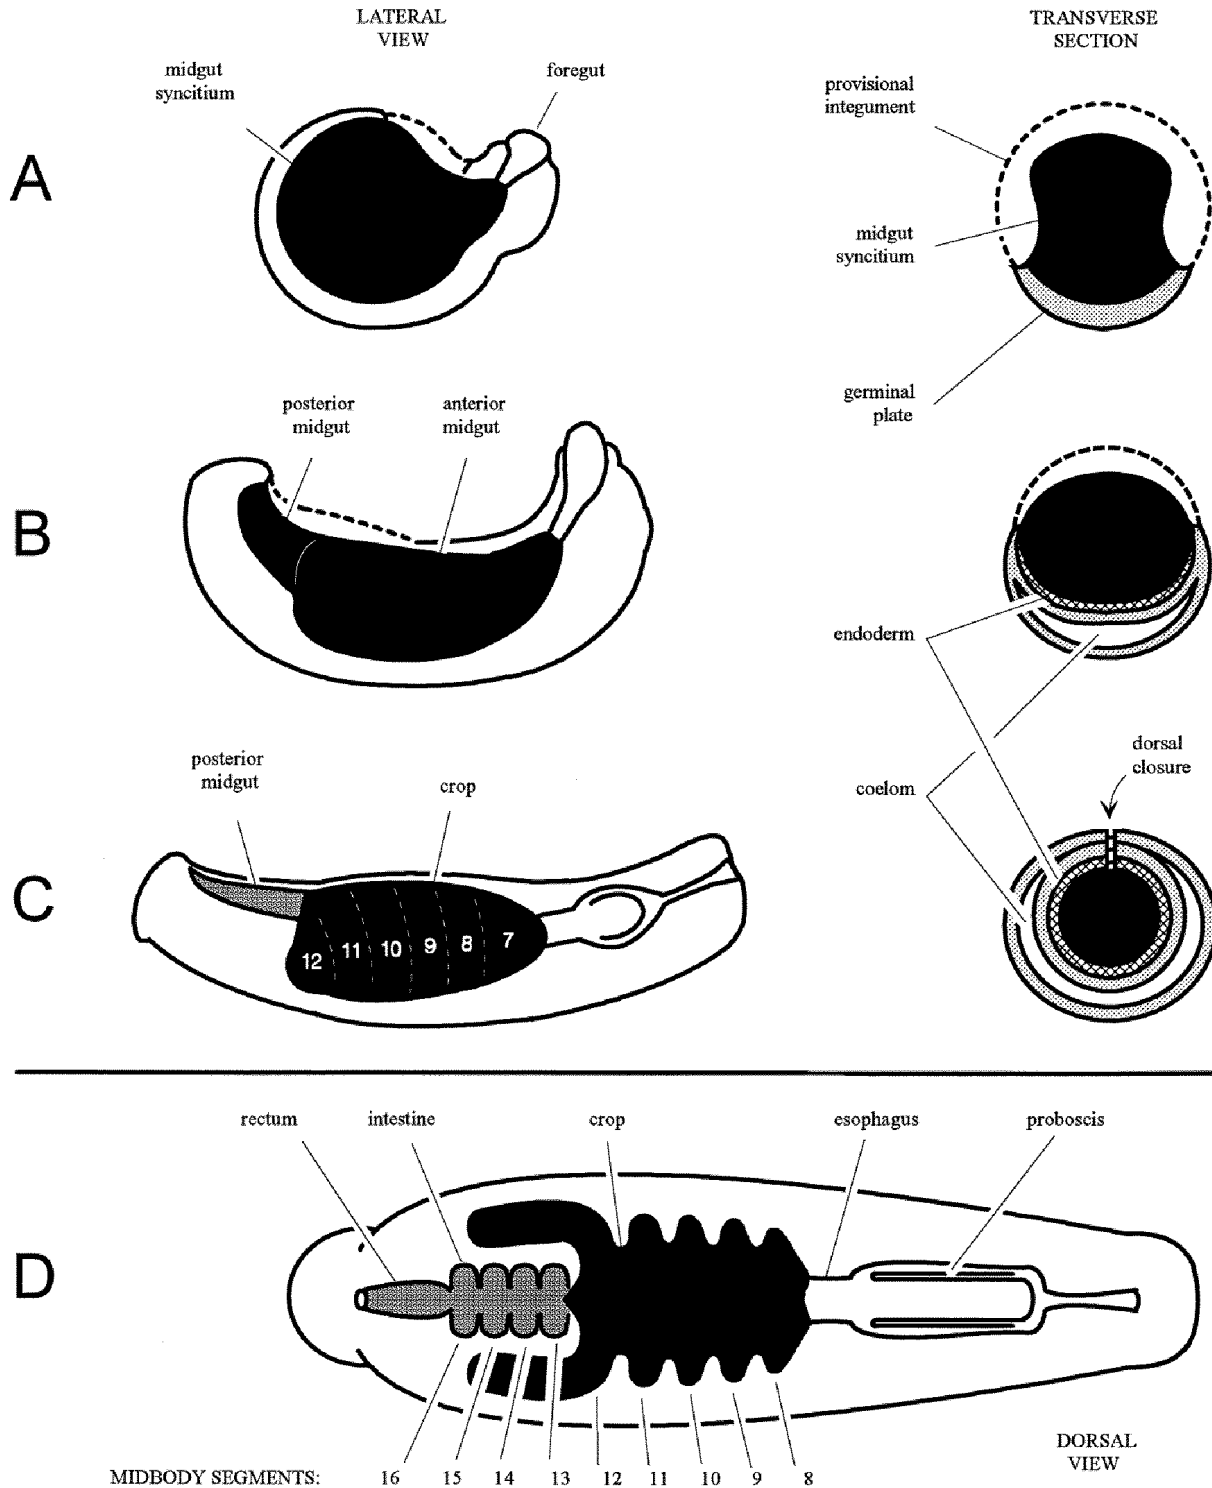 LATERAL
VIEW
TRANSVERSE
SECTION
midgut
syncitium
foregut
provisional
integument
A
midgut
syncitium
germinal
plate
posterior
midgut
anterior
midgut
B
endoderm
posterior
midgut
crop
coelom
dorsal
closure
C
12 11 10 9 8 7
rectum intestine crop esophagus proboscis
D
DORSAL
VIEW
MIDBODY SEGMENTS: 16 15 14 13 12 11 10 9 8